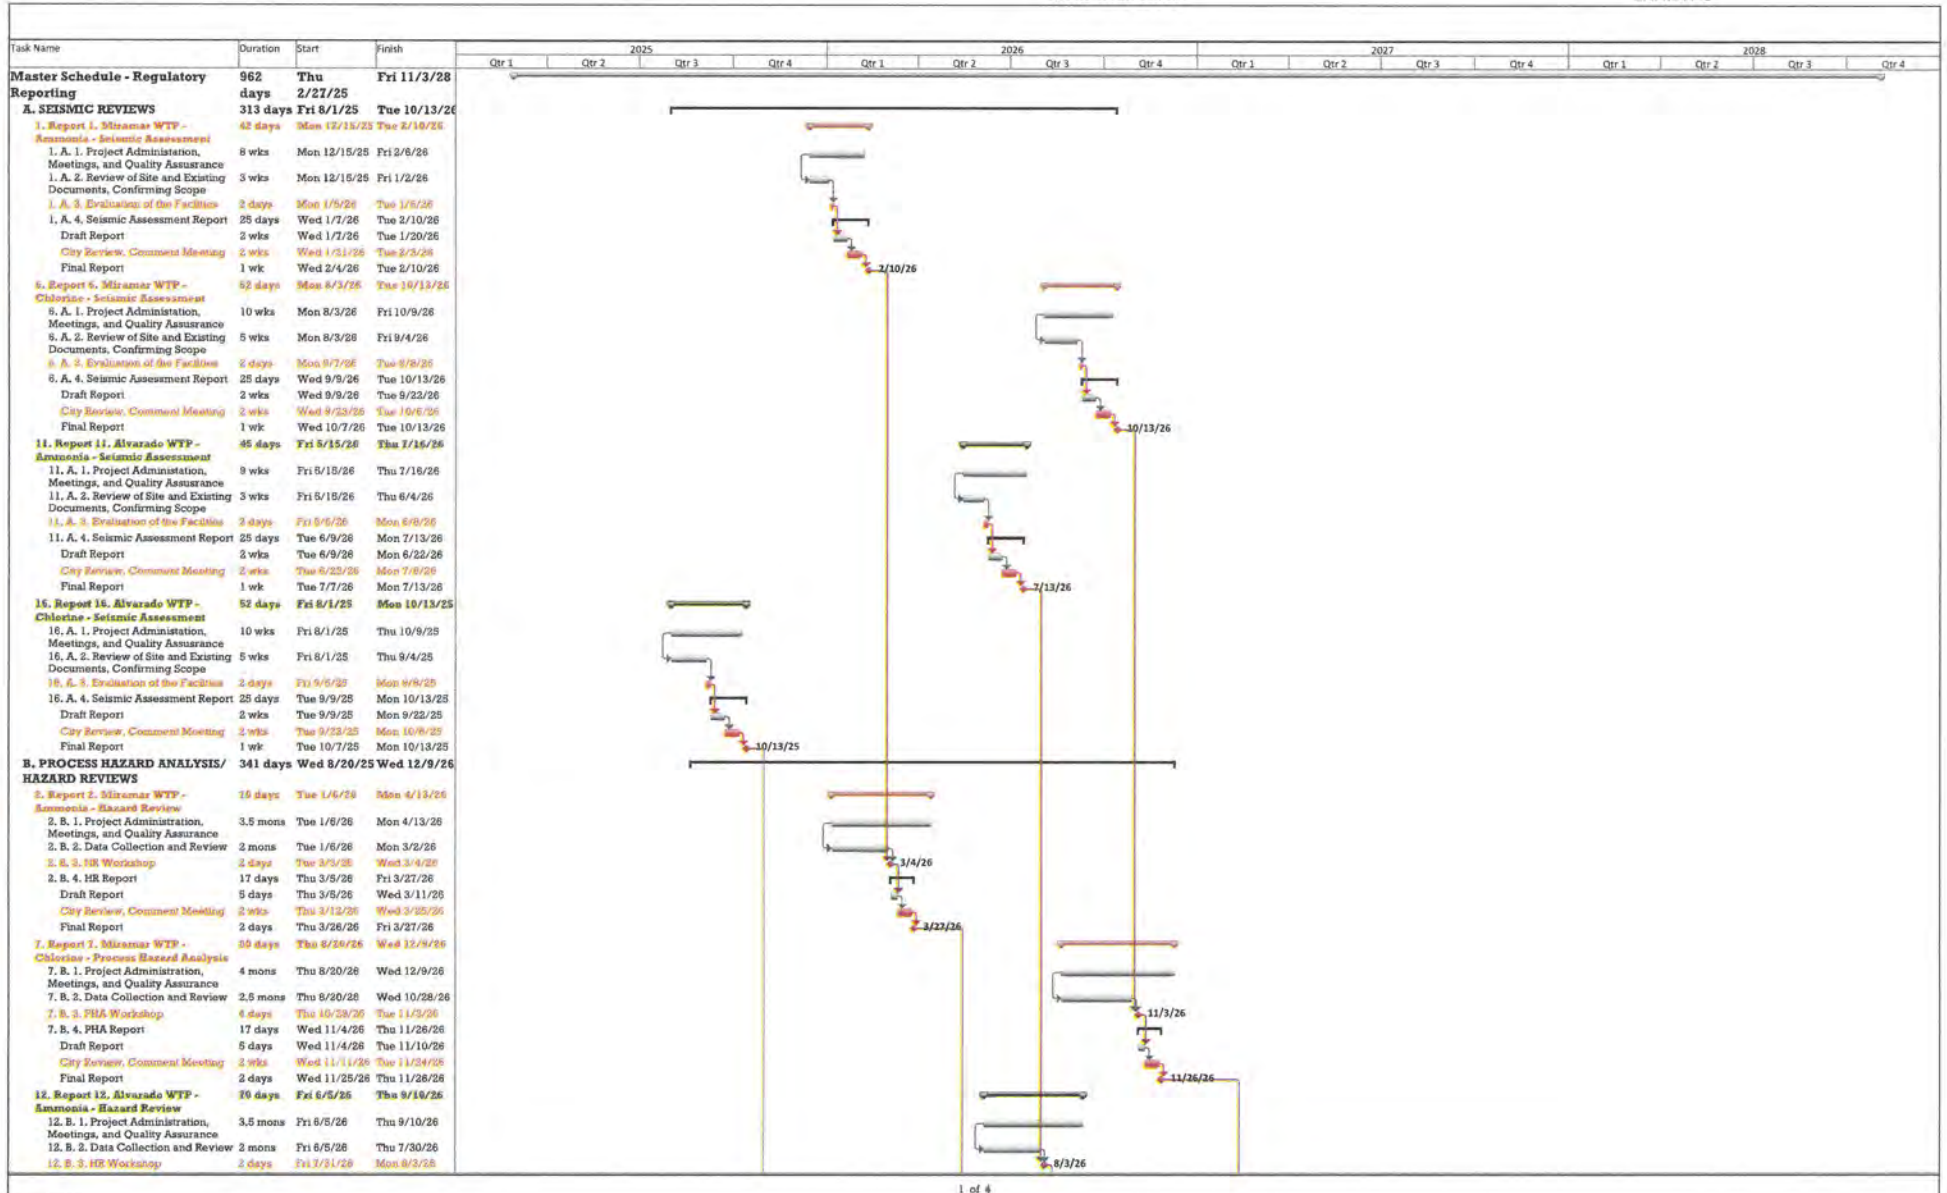 Task Name Duration Start Finish 2025 2026 2027 2028
Qtr 1 Qtr 2 Qtr 3 Qtr 4 Qtr 1 Qtr 2 Qtr 3 Qtr 4 Qtr 1 Qtr 2 Qtr 3 Qtr 4 Qtr 1 Qtr 2 Qtr 3 Qtr 4
Master Schedule - Regulatory 962 Thu Fri 11/3/28
Reporting days 2/27/25
A. SEISMIC REVIEWS 313 days Fri 8/1/25 Tue 10/13/26
1. Report 1. Miramar WTP - 42 days Mon 12/15/25 Tue 2/10/26
Ammonia - Seismic Assessment
1. A. 1. Project Administation, 8 wks Mon 12/15/25 Fri 2/6/26
Meetings, and Quality Assusrance
1. A. 2. Review of Site and Existing 3 wks Mon 12/15/25 Fri 1/2/26
Documents, Confirming Scope
1. A. 3. Evaluation of the Facilities 2 days Mon 1/5/26 Tue 1/6/26
1. A. 4. Seismic Assessment Report 25 days Wed 1/7/26 Tue 2/10/26
Draft Report 2 wks Wed 1/7/26 Tue 1/20/26
City Review, Comment Meeting 2 wks Wed 1/21/26 Tue 2/3/26
Final Report 1 wk Wed 2/4/26 Tue 2/10/26 2/10/26
6. Report 6. Miramar WTP - 52 days Mon 8/3/26 Tue 10/13/26
Chlorine - Seismic Assessment
6. A. 1. Project Administation, 10 wks Mon 8/3/26 Fri 10/9/26
Meetings, and Quality Assusrance
6. A. 2. Review of Site and Existing 5 wks Mon 8/3/26 Fri 9/4/26
Documents, Confirming Scope
6. A. 3. Evaluation of the Facilities 2 days Mon 9/7/26 Tue 9/8/26
6. A. 4. Seismic Assessment Report 25 days Wed 9/9/26 Tue 10/13/26
Draft Report 2 wks Wed 9/9/26 Tue 9/22/26
City Review, Comment Meeting 2 wks Wed 9/23/26 Tue 10/6/26
Final Report 1 wk Wed 10/7/26 Tue 10/13/26 10/13/26
11. Report 11. Alvarado WTP - 45 days Fri 5/15/26 Thu 7/16/26
Ammonia - Seismic Assessment
11. A. 1. Project Administation, 9 wks Fri 5/15/26 Thu 7/16/26
Meetings, and Quality Assusrance
11. A. 2. Review of Site and Existing 3 wks Fri 5/15/26 Thu 6/4/26
Documents, Confirming Scope
11. A. 3. Evaluation of the Facilities 2 days Fri 6/5/26 Mon 6/8/26
11. A. 4. Seismic Assessment Report 25 days Tue 6/9/26 Mon 7/13/26
Draft Report 2 wks Tue 6/9/26 Mon 6/22/26
City Review, Comment Meeting 2 wks Tue 6/23/26 Mon 7/6/26
Final Report 1 wk Tue 7/7/26 Mon 7/13/26 7/13/26
16. Report 16. Alvarado WTP - 52 days Fri 8/1/25 Mon 10/13/25
Chlorine - Seismic Assessment
16. A. 1. Project Administation, 10 wks Fri 8/1/25 Thu 10/9/25
Meetings, and Quality Assusrance
16. A. 2. Review of Site and Existing 5 wks Fri 8/1/25 Thu 9/4/25
Documents, Confirming Scope
16. A. 3. Evaluation of the Facilities 2 days Fri 9/5/25 Mon 9/8/25
16. A. 4. Seismic Assessment Report 25 days Tue 9/9/25 Mon 10/13/25
Draft Report 2 wks Tue 9/9/25 Mon 9/22/25
City Review, Comment Meeting 2 wks Tue 9/23/25 Mon 10/6/25
Final Report 1 wk Tue 10/7/25 Mon 10/13/25 10/13/25
B. PROCESS HAZARD ANALYSIS/ 341 days Wed 8/20/25 Wed 12/9/26
HAZARD REVIEWS
2. Report 2. Miramar WTP - 70 days Tue 1/6/26 Mon 4/13/26
Ammonia - Hazard Review
2. B. 1. Project Administration, 3.5 mons Tue 1/6/26 Mon 4/13/26
Meetings, and Quality Assurance
2. B. 2. Data Collection and Review 2 mons Tue 1/6/26 Mon 3/2/26
2. B. 3. HR Workshop 2 days Tue 3/3/26 Wed 3/4/26 3/4/26
2. B. 4. HR Report 17 days Thu 3/5/26 Fri 3/27/26
Draft Report 5 days Thu 3/5/26 Wed 3/11/26
City Review, Comment Meeting 2 wks Thu 3/12/26 Wed 3/25/26
Final Report 2 days Thu 3/26/26 Fri 3/27/26 3/27/26
7. Report 7. Miramar WTP - 80 days Thu 8/20/26 Wed 12/9/26
Chlorine - Process Hazard Analysis
7. B. 1. Project Administration, 4 mons Thu 8/20/26 Wed 12/9/26
Meetings, and Quality Assurance
7. B. 2. Data Collection and Review 2.5 mons Thu 8/20/26 Wed 10/28/26
7. B. 3. PHA Workshop 4 days Thu 10/29/26 Tue 11/3/26 11/3/26
7. B. 4. PHA Report 17 days Wed 11/4/26 Thu 11/26/26
Draft Report 5 days Wed 11/4/26 Tue 11/10/26
City Review, Comment Meeting 2 wks Wed 11/11/26 Tue 11/24/26
Final Report 2 days Wed 11/25/26 Thu 11/26/26 11/26/26
12. Report 12. Alvarado WTP - 70 days Fri 6/5/26 Thu 9/10/26
Ammonia - Hazard Review
12. B. 1. Project Administration, 3.5 mons Fri 6/5/26 Thu 9/10/26
Meetings, and Quality Assurance
12. B. 2. Data Collection and Review 2 mons Fri 6/5/26 Thu 7/30/26
12. B. 3. HR Workshop 2 days Fri 7/31/26 Mon 8/3/26 8/3/26
1 of 4